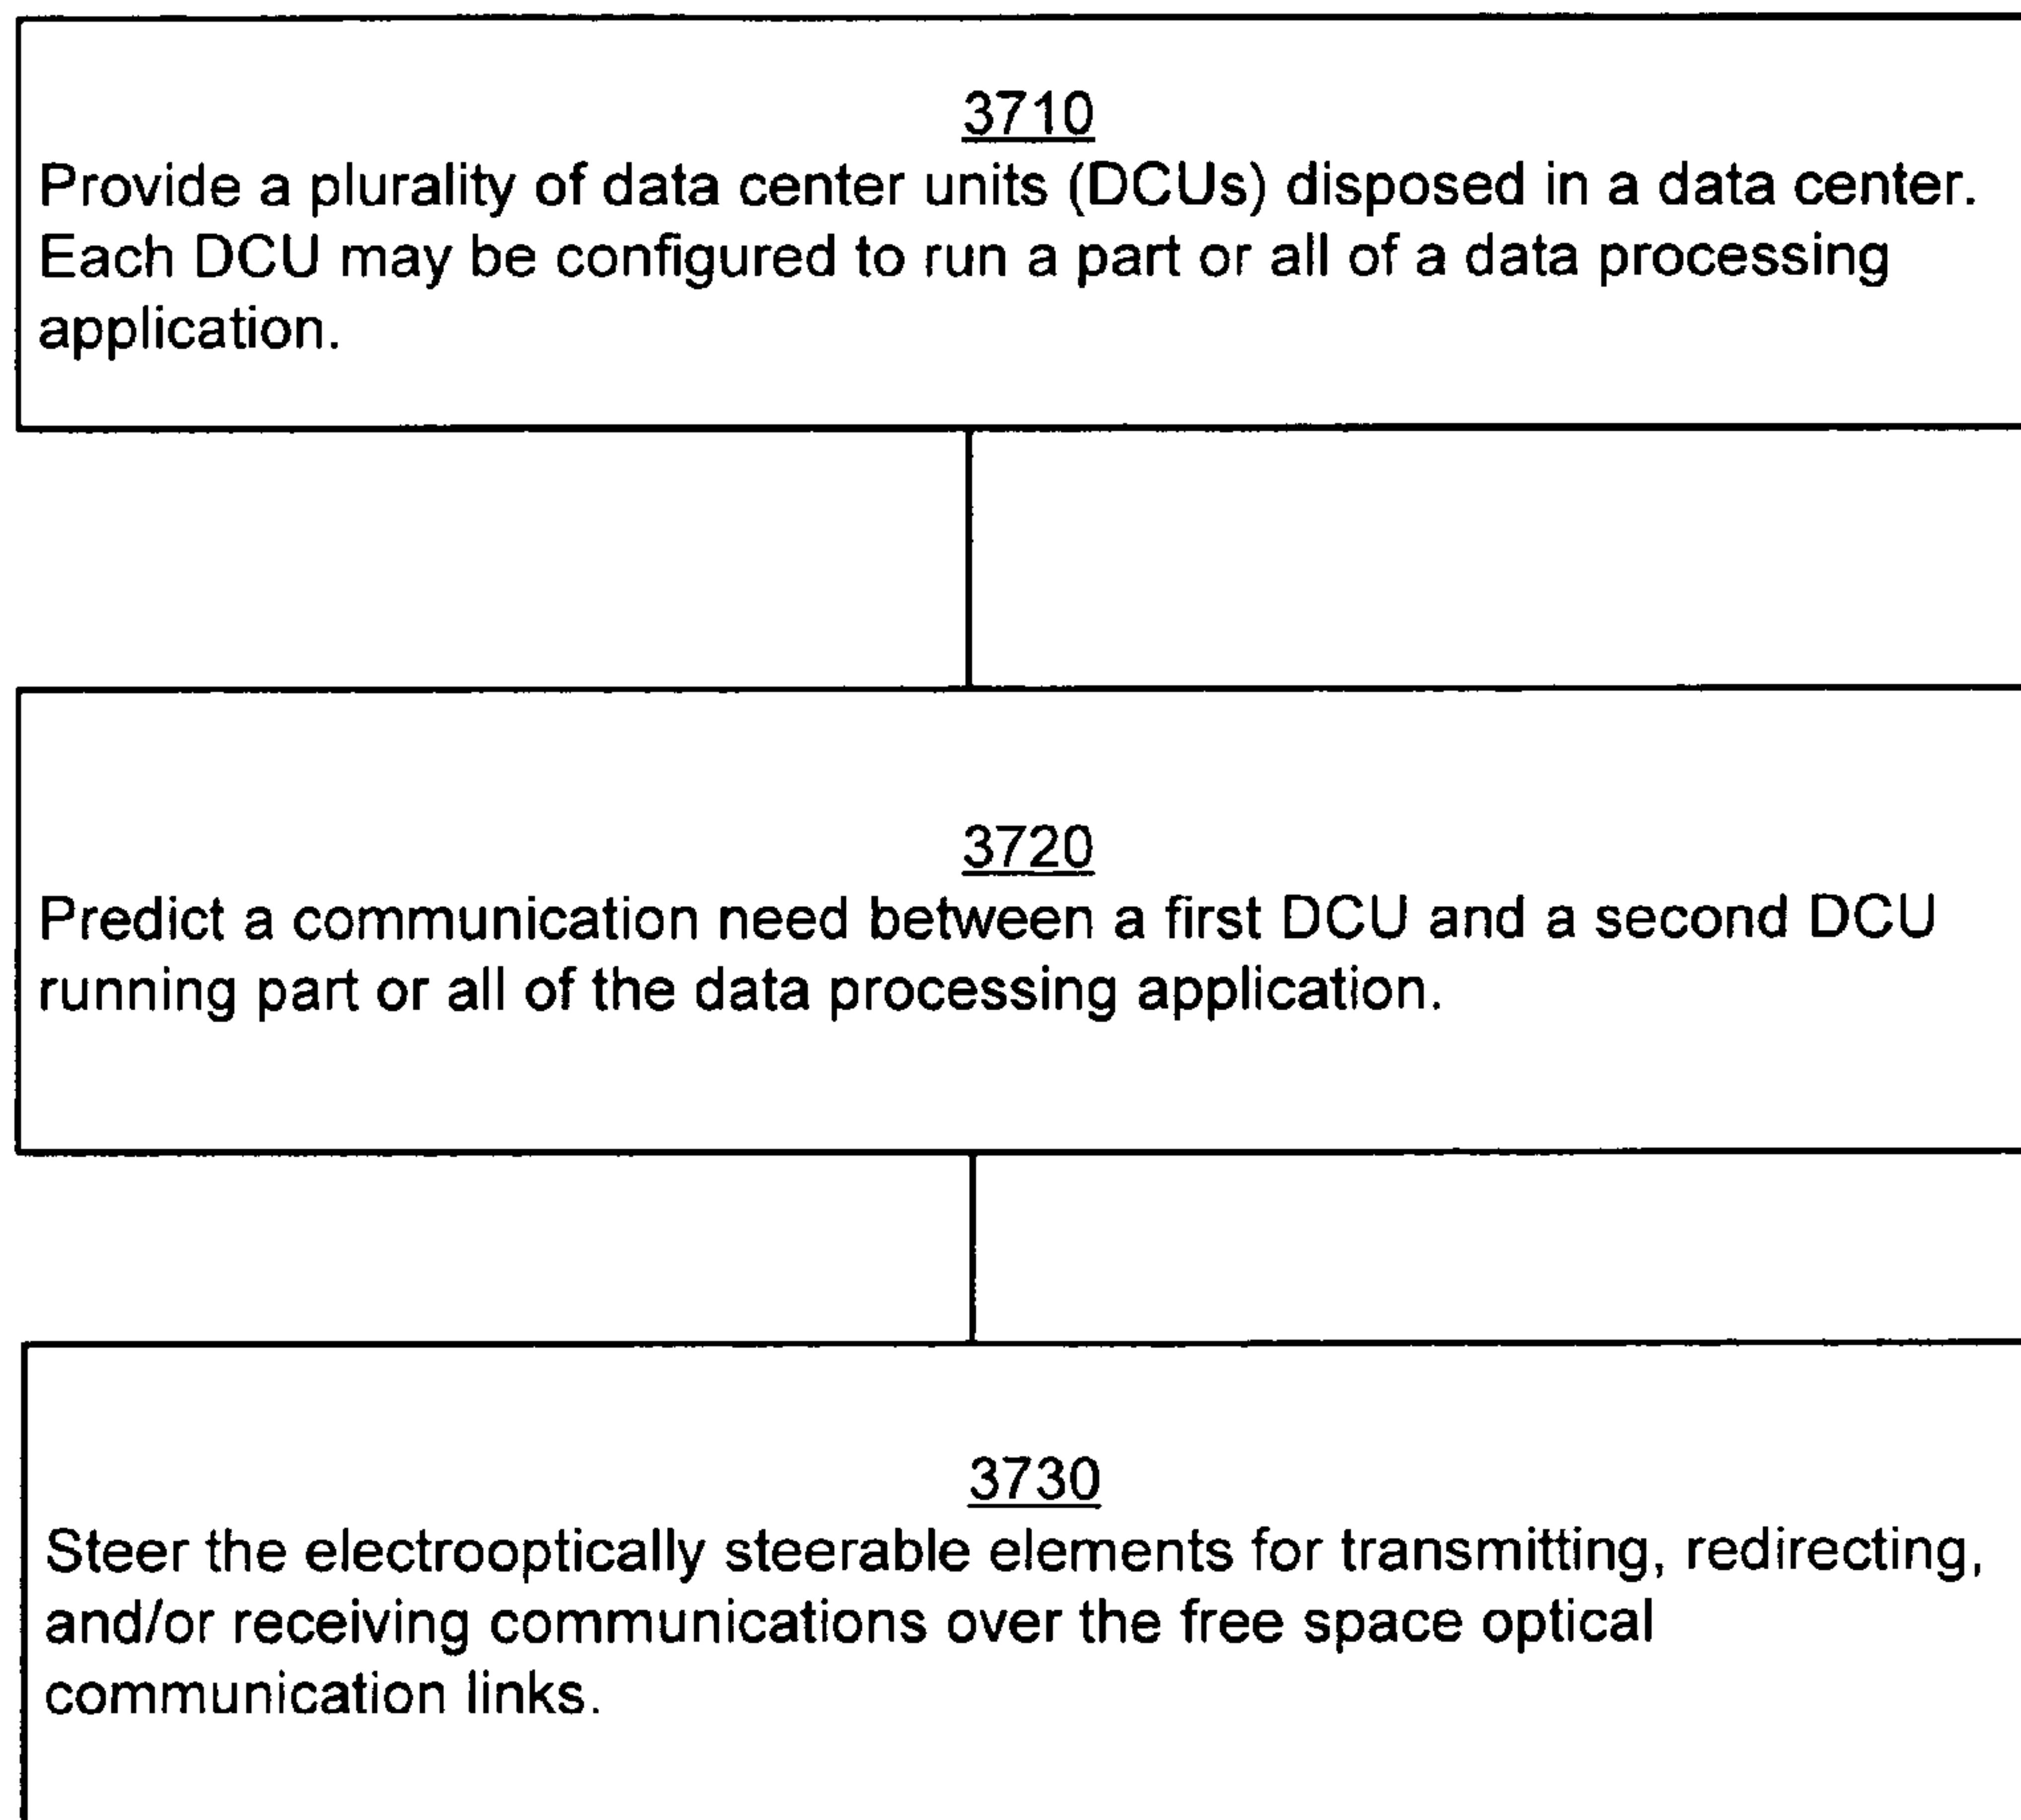 3710
Provide a plurality of data center units (DCUs) disposed in a data center.
Each DCU may be configured to run a part or all of a data processing
application.
3720
Predict a communication need between a first DCU and a second DCU
running part or all of the data processing application.
3730
Steer the electrooptically steerable elements for transmitting, redirecting,
and/or receiving communications over the free space optical
communication links.